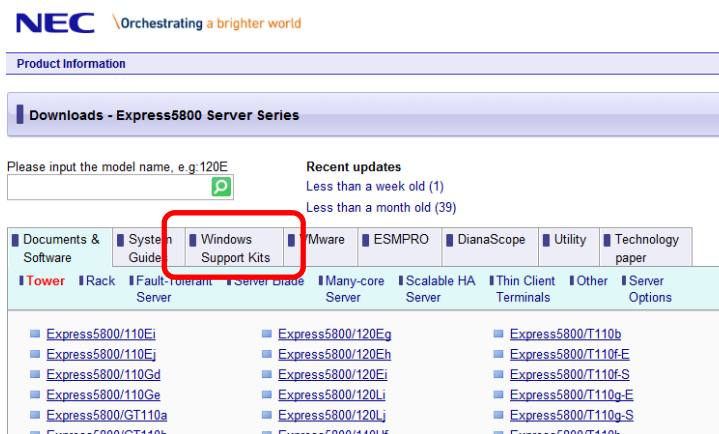 NEC \Orchestrating a brighter world
Product Information
Downloads - Express5800 Server Series
Please input the model name, e.g:120E
Recent updates
Less than a week old (1)
Less than a month old (39)
Documents & Software
System Guides
Windows Support Kits
VMware
ESMPRO
DianaScope
Utility
Technology paper
Tower
Rack
Fault-Tolerant Server
Server Blade
Many-core Server
Scalable HA Server
Thin Client Terminals
Other
Server Options
Express5800/110Ei
Express5800/120Eg
Express5800/T110b
Express5800/110Ej
Express5800/120Eh
Express5800/T110f-E
Express5800/110Gd
Express5800/120Ei
Express5800/T110f-S
Express5800/110Ge
Express5800/120Li
Express5800/T110g-E
Express5800/GT110a
Express5800/120Lj
Express5800/T110g-S